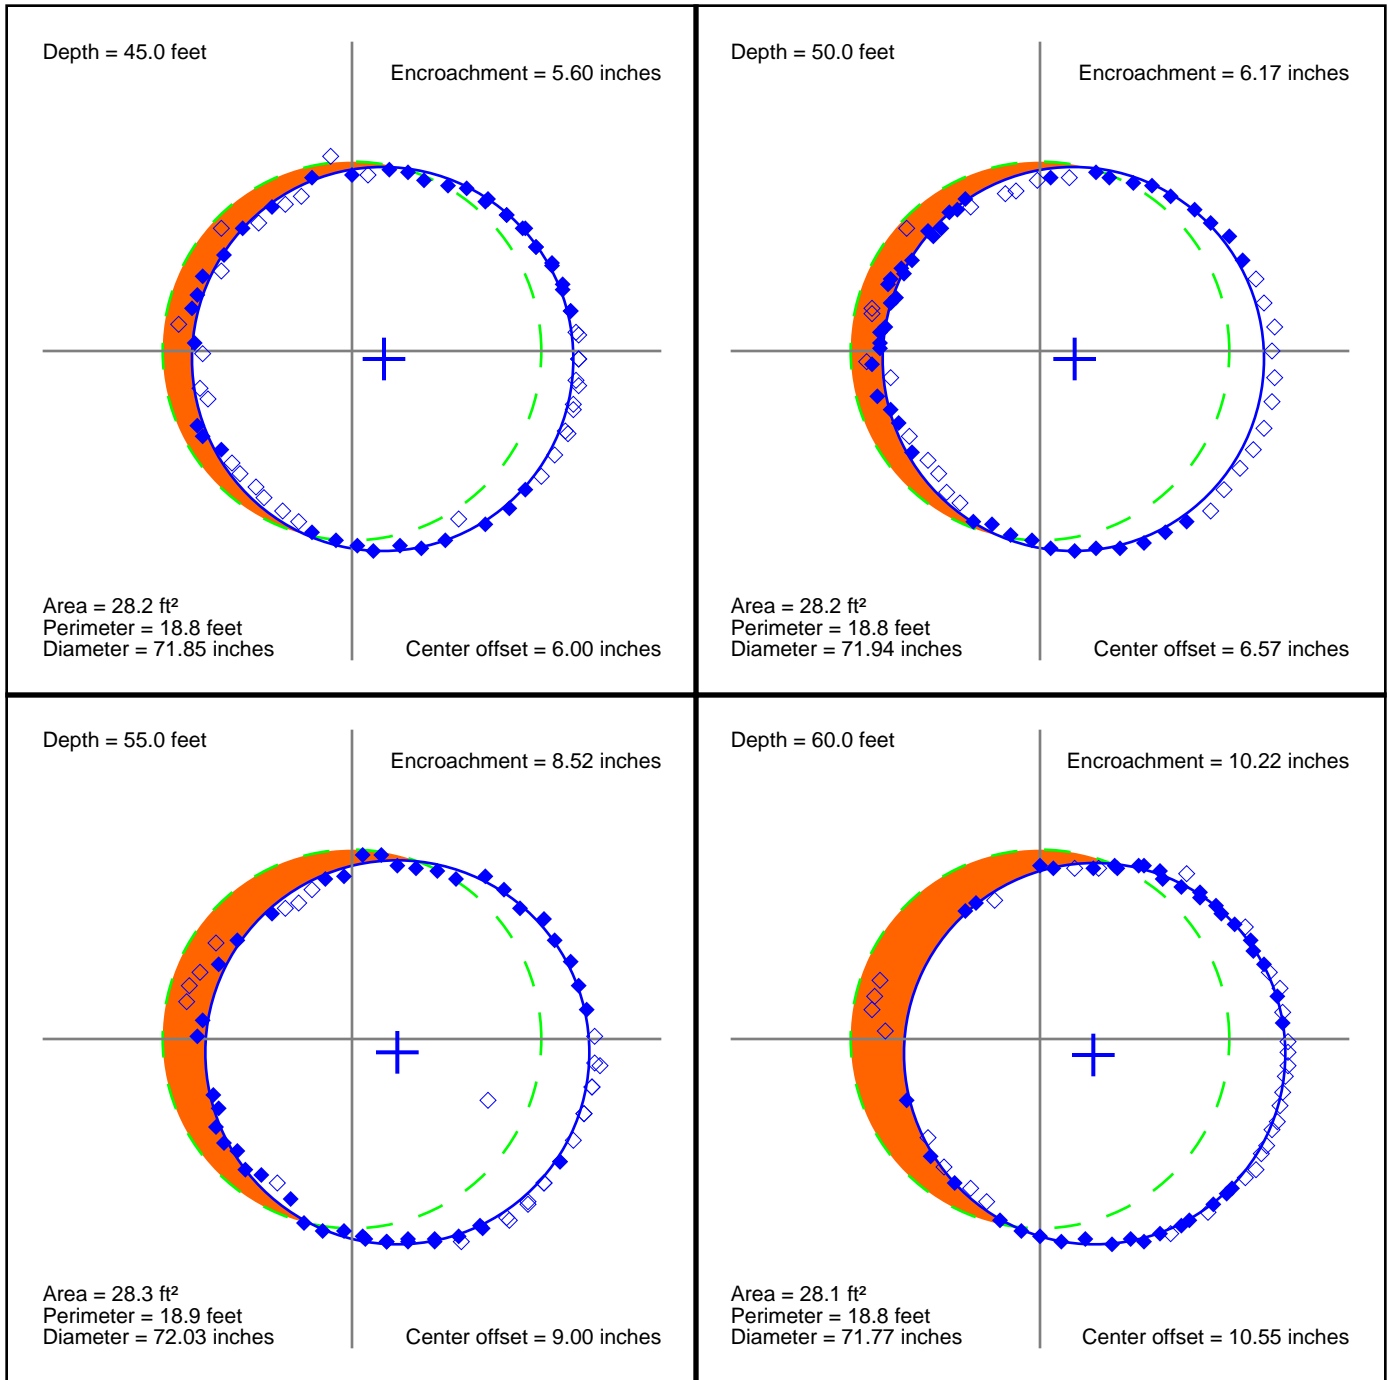 Depth = 45.0 feet
Encroachment = 5.60 inches
Area = 28.2 ft²
Perimeter = 18.8 feet
Diameter = 71.85 inches
Center offset = 6.00 inches
Depth = 50.0 feet
Encroachment = 6.17 inches
Area = 28.2 ft²
Perimeter = 18.8 feet
Diameter = 71.94 inches
Center offset = 6.57 inches
Depth = 55.0 feet
Encroachment = 8.52 inches
Area = 28.3 ft²
Perimeter = 18.9 feet
Diameter = 72.03 inches
Center offset = 9.00 inches
Depth = 60.0 feet
Encroachment = 10.22 inches
Area = 28.1 ft²
Perimeter = 18.8 feet
Diameter = 71.77 inches
Center offset = 10.55 inches